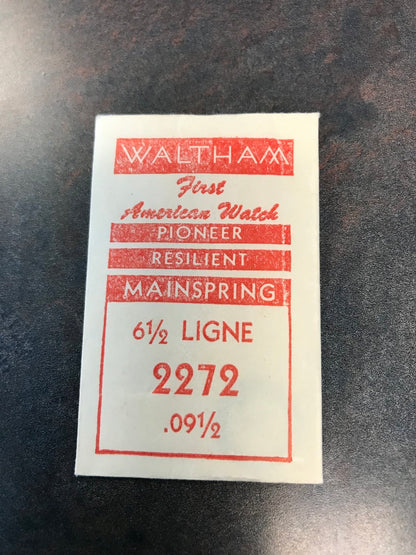 WALTHAM
First
American Watch
PIONEER
RESILIENT
MAINSPRING
6½ LIGNE
2272
.09½